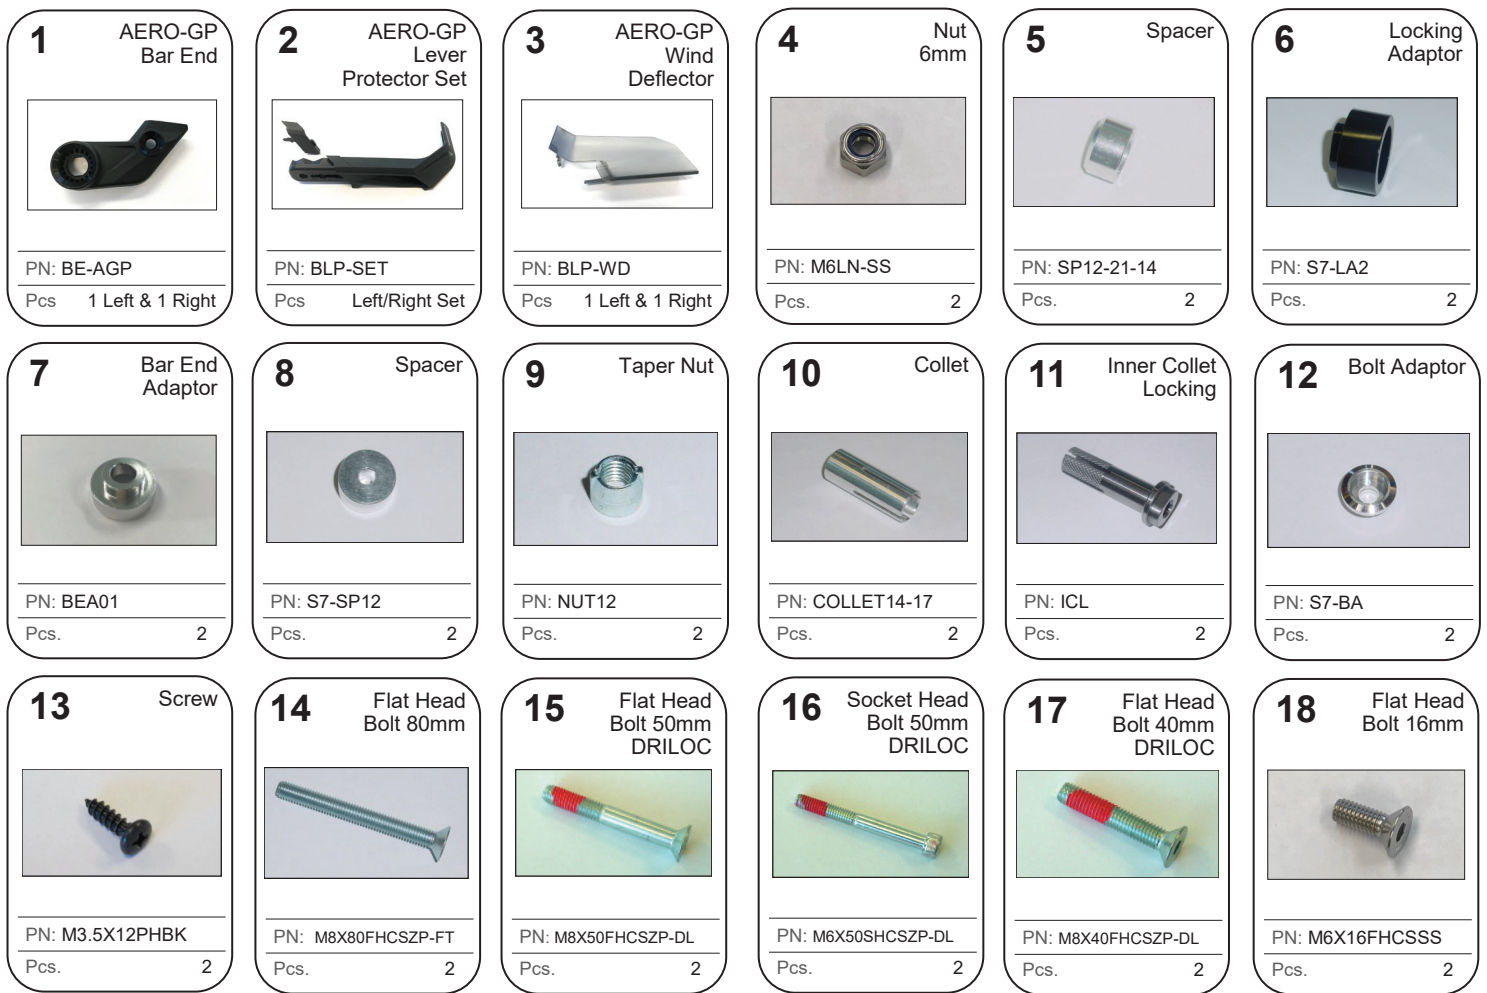 1
AERO-GP
Bar End
PN: BE-AGP
Pcs 1 Left & 1 Right
2
AERO-GP
Lever
Protector Set
PN: BLP-SET
Pcs Left/Right Set
3
AERO-GP
Wind
Deflector
PN: BLP-WD
Pcs 1 Left & 1 Right
4
Nut
6mm
PN: M6LN-SS
Pcs. 2
5
Spacer
PN: SP12-21-14
Pcs. 2
6
Locking
Adaptor
PN: S7-LA2
Pcs. 2
7
Bar End
Adaptor
PN: BEA01
Pcs. 2
8
Spacer
PN: S7-SP12
Pcs. 2
9
Taper Nut
PN: NUT12
Pcs. 2
10
Collet
PN: COLLET14-17
Pcs. 2
11
Inner Collet
Locking
PN: ICL
Pcs. 2
12
Bolt Adaptor
PN: S7-BA
Pcs. 2
13
Screw
PN: M3.5X12PHBK
Pcs. 2
14
Flat Head
Bolt 80mm
PN: M8X80FHCSZP-FT
Pcs. 2
15
Flat Head
Bolt 50mm
DRILOC
PN: M8X50FHCSZP-DL
Pcs. 2
16
Socket Head
Bolt 50mm
DRILOC
PN: M6X50SHCSZP-DL
Pcs. 2
17
Flat Head
Bolt 40mm
DRILOC
PN: M8X40FHCSZP-DL
Pcs. 2
18
Flat Head
Bolt 16mm
PN: M6X16FHCSSS
Pcs. 2